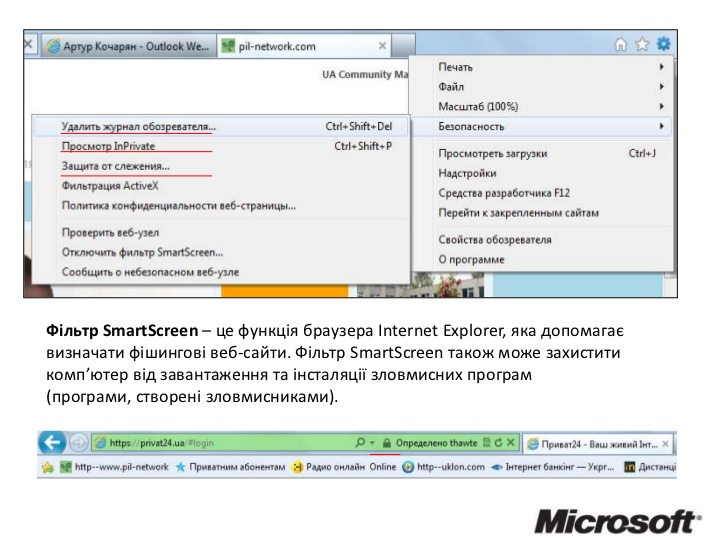 Артур Кочарян - Outlook We...
pil-network.com
UA Community Ma
Печать
Файл
Масштаб (100%)
Безопасность
Просмотреть загрузки Ctrl+J
Надстройки
Средства разработчика F12
Перейти к закрепленным сайтам
Свойства обозревателя
О программе
Удалить журнал обозревателя... Ctrl+Shift+Del
Просмотр InPrivate Ctrl+Shift+P
Защита от слежения...
Фильтрация ActiveX
Политика конфиденциальности веб-страницы...
Проверить веб-узел
Отключить фильтр SmartScreen...
Сообщить о небезопасном веб-узле
Фільтр SmartScreen – це функція браузера Internet Explorer, яка допомагає
визначати фішингові веб-сайти. Фільтр SmartScreen також може захистити
комп’ютер від завантаження та інсталяції зловмисних програм
(програми, створені зловмисниками).
https://privat24.ua/#login Определено thawte Приват24 - Ваш живий Інт...
http--www.pil-network Приватним абонентам Радио онлайн Online http--uklon.com Інтернет банкінг — Укрг... Дистанці
Microsoft